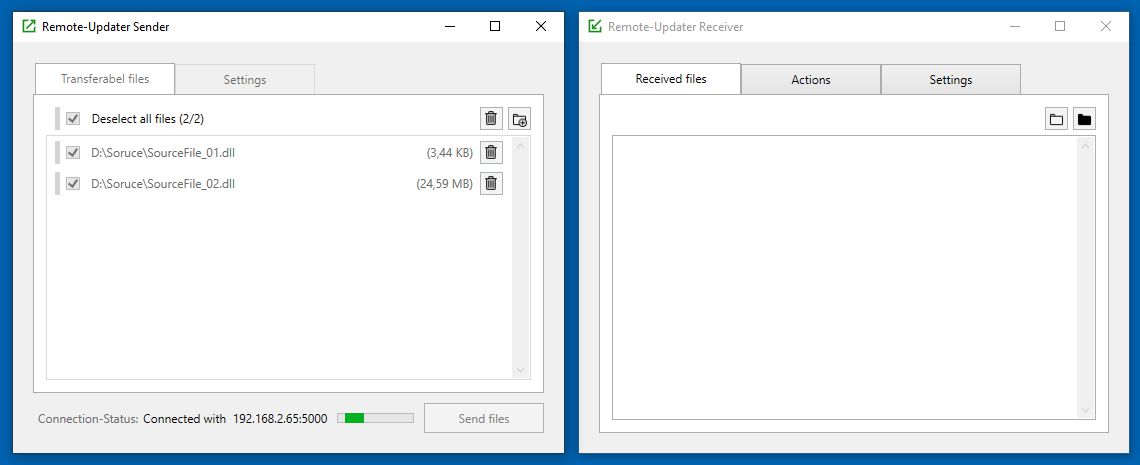 Remote-Updater Sender
Transferabel files
Settings
Deselect all files (2/2)
D:\Soruce\SourceFile_01.dll (3,44 KB)
D:\Soruce\SourceFile_02.dll (24,59 MB)
Connection-Status: Connected with 192.168.2.65:5000
Send files
Remote-Updater Receiver
Received files
Actions
Settings